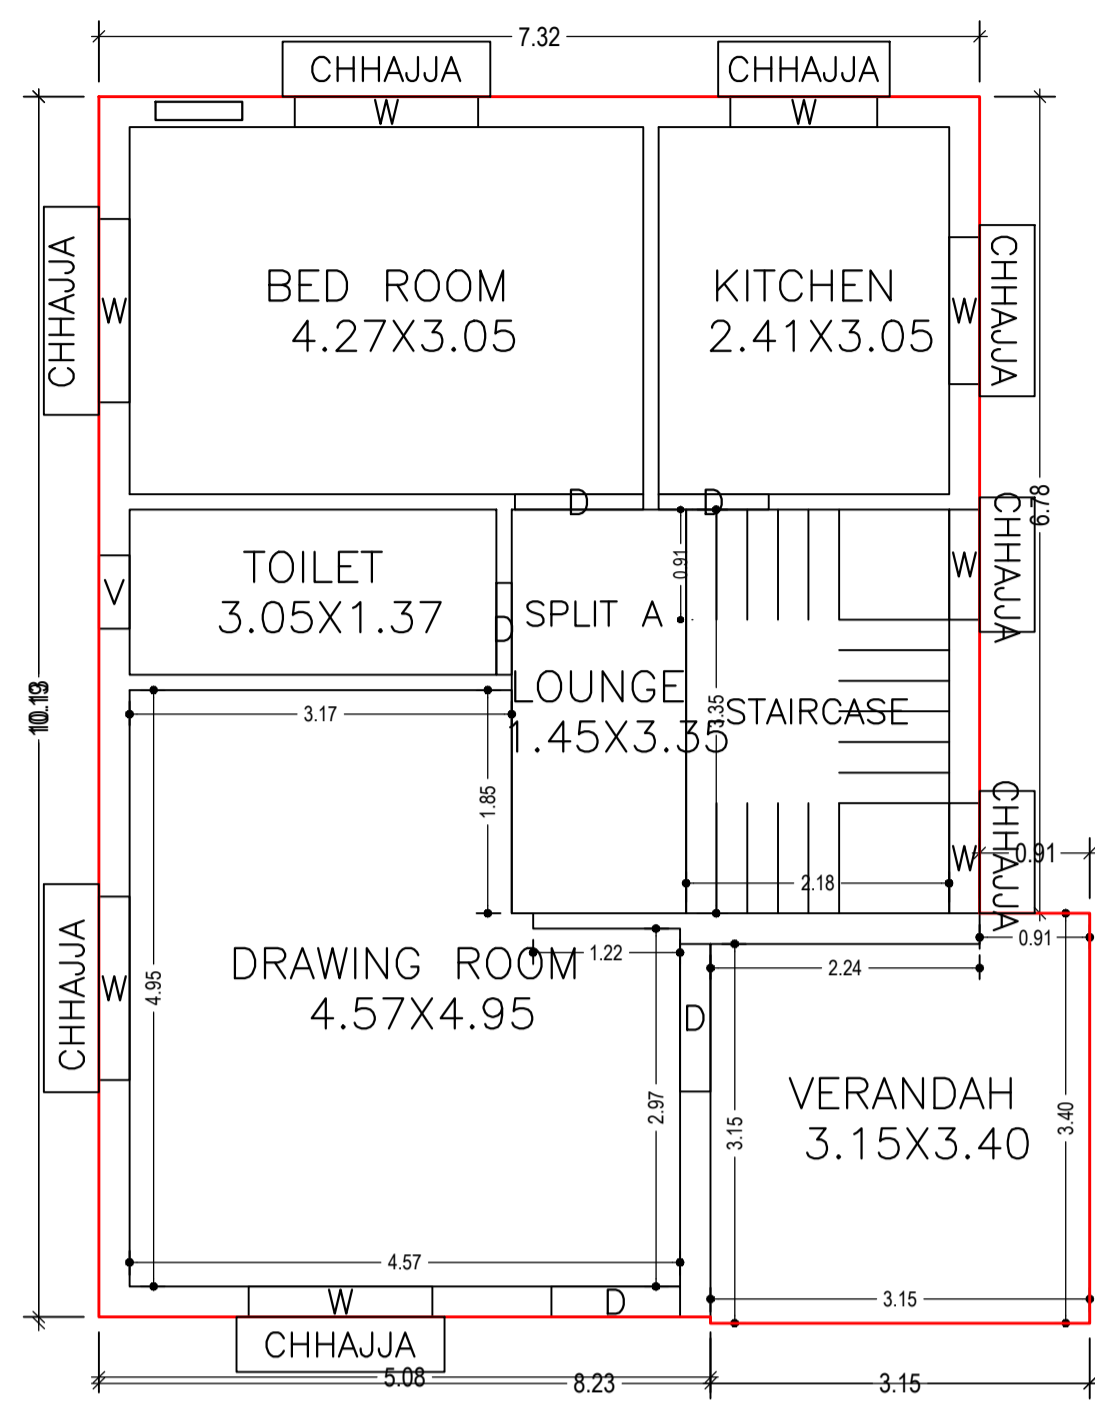 7.32
CHHAJJA
CHHAJJA
W
W
CHHAJJA
W
BED ROOM
4.27X3.05
KITCHEN
2.41X3.05
W
CHHAJJA
D
D
6.78
TOILET
3.05X1.37
V
D
SPLIT A
0.91
W
CHHAJJA
LOUNGE
1.45X3.35
3.35
STAIRCASE
3.17
1.85
2.18
W
CHHAJJA
0.91
0.91
CHHAJJA
W
4.95
DRAWING ROOM
4.57X4.95
1.22
D
2.24
2.97
3.15
VERANDAH
3.15X3.40
3.40
4.57
3.15
W
D
CHHAJJA
5.08
8.23
3.15